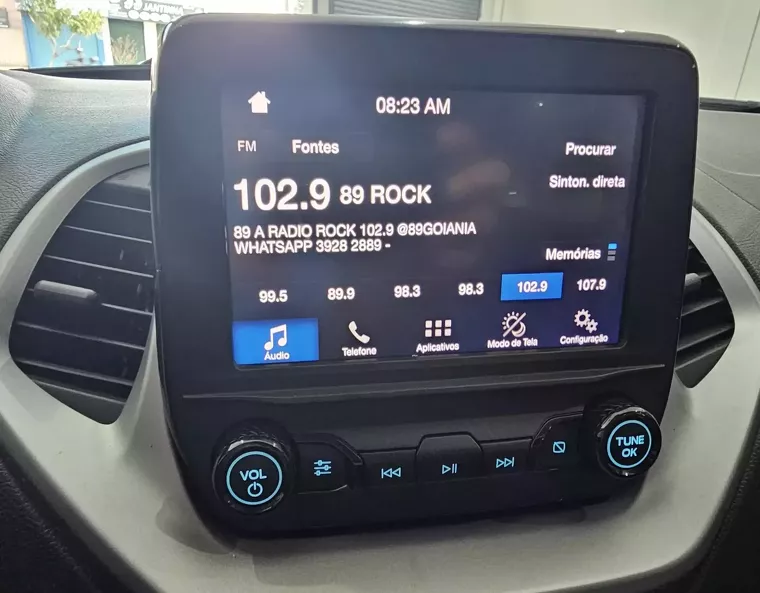 08:23 AM
FM Fontes Procurar
102.9 89 ROCK Sinton. direta
89 A RADIO ROCK 102.9 @89GOIANIA
WHATSAPP 3928 2889 -
Memórias
99.5 89.9 98.3 98.3 102.9 107.9
Áudio Telefone Aplicativos Modo de Tela Configuração
VOL
TUNE
OK